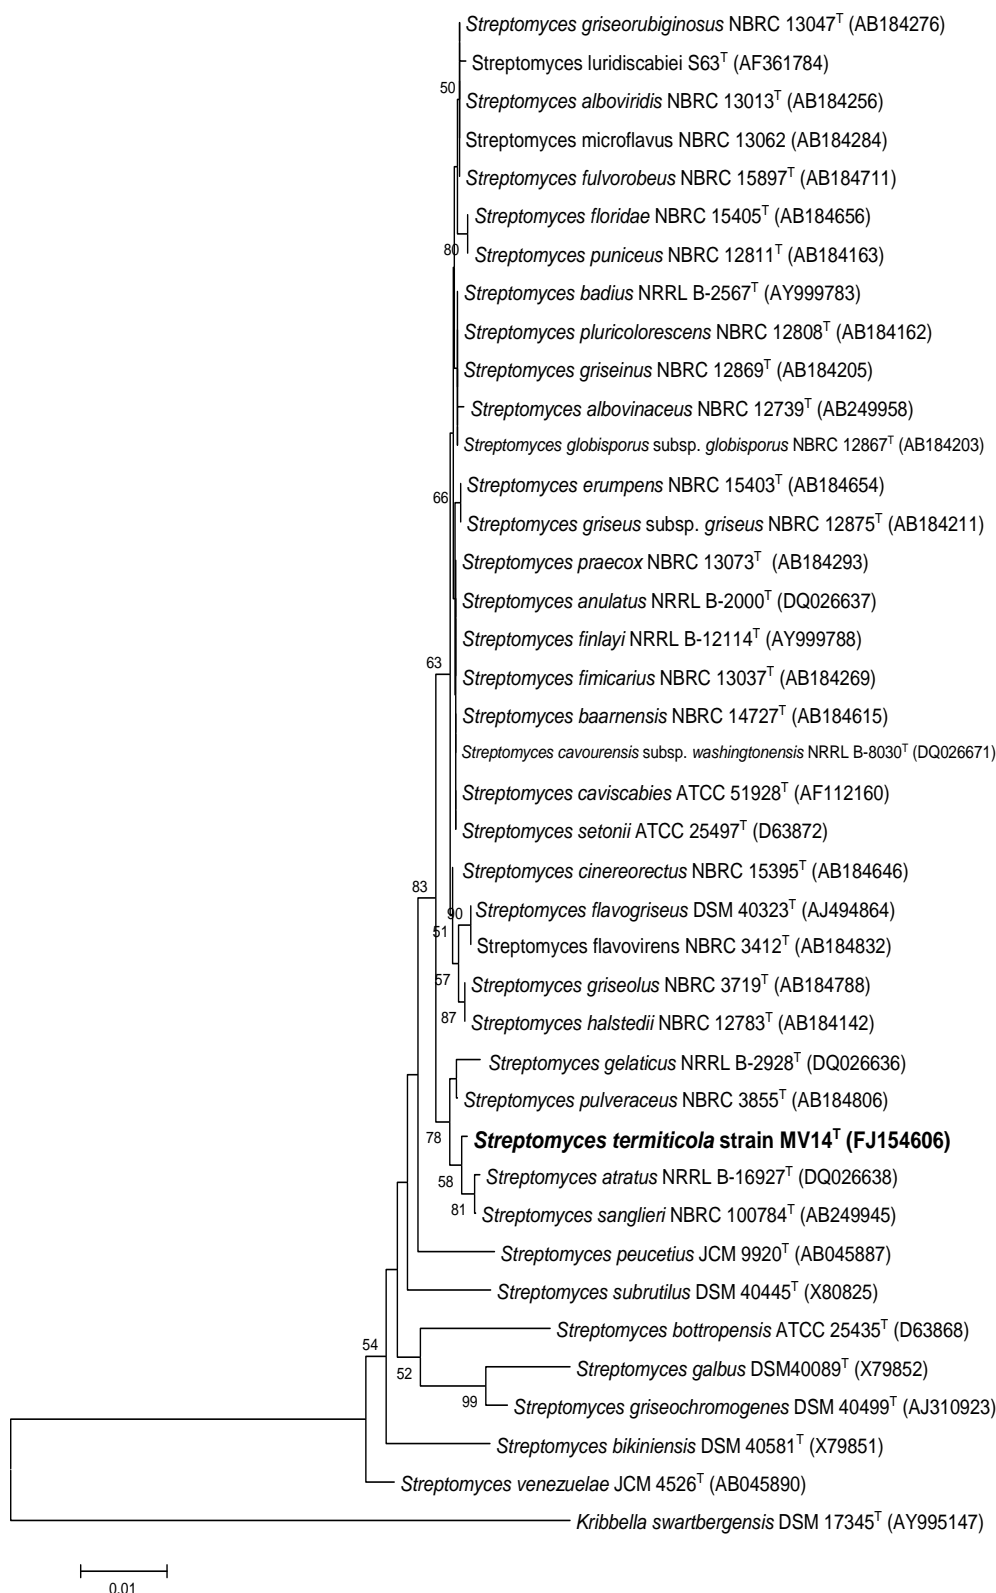 Streptomyces griseorubiginosus NBRC 13047T (AB184276)
Streptomyces luridiscabiei S63T (AF361784)
50
Streptomyces alboviridis NBRC 13013T (AB184256)
Streptomyces microflavus NBRC 13062 (AB184284)
Streptomyces fulvorobeus NBRC 15897T (AB184711)
Streptomyces floridae NBRC 15405T (AB184656)
80
Streptomyces puniceus NBRC 12811T (AB184163)
Streptomyces badius NRRL B-2567T (AY999783)
Streptomyces pluricolorescens NBRC 12808T (AB184162)
Streptomyces griseinus NBRC 12869T (AB184205)
Streptomyces albovinaceus NBRC 12739T (AB249958)
Streptomyces globisporus subsp. globisporus NBRC 12867T (AB184203)
Streptomyces erumpens NBRC 15403T (AB184654)
66
Streptomyces griseus subsp. griseus NBRC 12875T (AB184211)
Streptomyces praecox NBRC 13073T (AB184293)
Streptomyces anulatus NRRL B-2000T (DQ026637)
Streptomyces finlayi NRRL B-12114T (AY999788)
63
Streptomyces fimicarius NBRC 13037T (AB184269)
Streptomyces baarnensis NBRC 14727T (AB184615)
Streptomyces cavourensis subsp. washingtonensis NRRL B-8030T (DQ026671)
Streptomyces caviscabies ATCC 51928T (AF112160)
Streptomyces setonii ATCC 25497T (D63872)
Streptomyces cinereorectus NBRC 15395T (AB184646)
83
90
Streptomyces flavogriseus DSM 40323T (AJ494864)
51
Streptomyces flavovirens NBRC 3412T (AB184832)
57
Streptomyces griseolus NBRC 3719T (AB184788)
87
Streptomyces halstedii NBRC 12783T (AB184142)
Streptomyces gelaticus NRRL B-2928T (DQ026636)
Streptomyces pulveraceus NBRC 3855T (AB184806)
78
Streptomyces termiticola strain MV14T (FJ154606)
58
Streptomyces atratus NRRL B-16927T (DQ026638)
81
Streptomyces sanglieri NBRC 100784T (AB249945)
Streptomyces peucetius JCM 9920T (AB045887)
Streptomyces subrutilus DSM 40445T (X80825)
Streptomyces bottropensis ATCC 25435T (D63868)
54
52
Streptomyces galbus DSM40089T (X79852)
99
Streptomyces griseochromogenes DSM 40499T (AJ310923)
Streptomyces bikiniensis DSM 40581T (X79851)
Streptomyces venezuelae JCM 4526T (AB045890)
Kribbella swartbergensis DSM 17345T (AY995147)
0.01